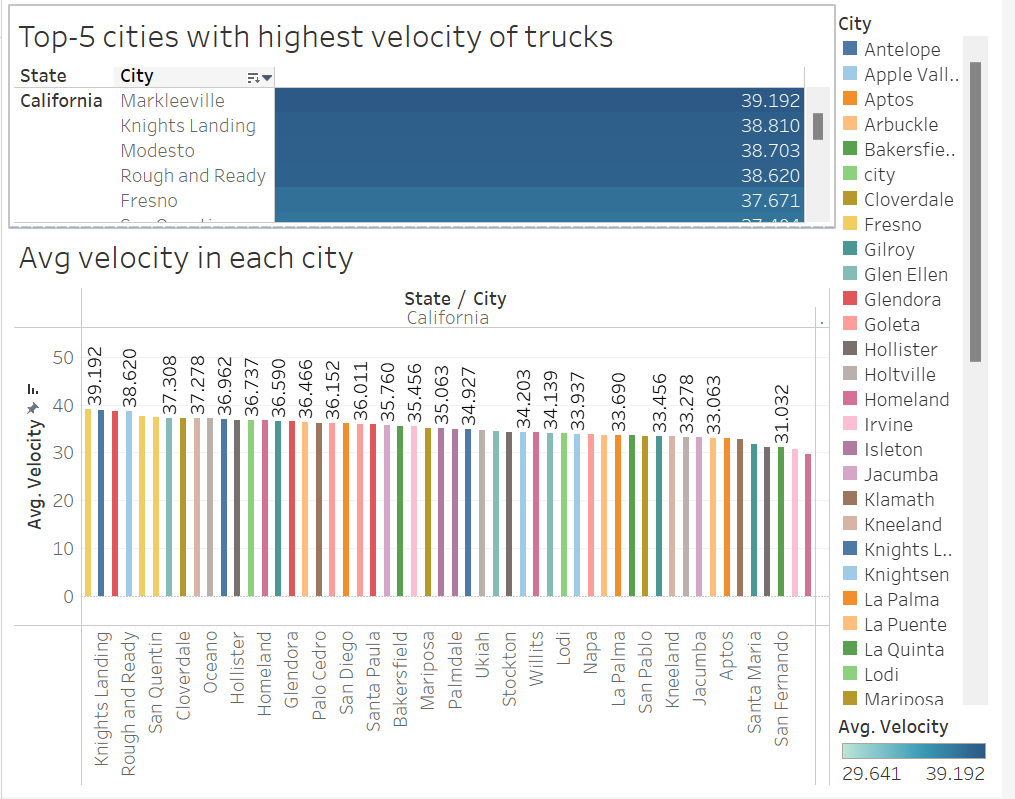 Top-5 cities with highest velocity of trucks
State City
California Markleeville 39.192
Knights Landing 38.810
Modesto 38.703
Rough and Ready 38.620
Fresno 37.671
Avg velocity in each city
State / City
California
.
Avg. Velocity
50
40
30
20
10
0
39.192
38.620
37.308
37.278
36.962
36.737
36.590
36.466
36.152
36.011
35.760
35.456
35.063
34.927
34.203
34.139
33.937
33.690
33.456
33.278
33.063
31.032
Knights Landing
Rough and Ready
San Quentin
Cloverdale
Oceano
Hollister
Homeland
Glendora
Palo Cedro
San Diego
Santa Paula
Bakersfield
Mariposa
Palmdale
Ukiah
Stockton
Willits
Lodi
Napa
La Palma
San Pablo
Kneeland
Jacumba
Aptos
Santa Maria
San Fernando
City
Antelope
Apple Vall..
Aptos
Arbuckle
Bakersfie..
city
Cloverdale
Fresno
Gilroy
Glen Ellen
Glendora
Goleta
Hollister
Holtville
Homeland
Irvine
Isleton
Jacumba
Klamath
Kneeland
Knights L..
Knightsen
La Palma
La Puente
La Quinta
Lodi
Mariposa
Avg. Velocity
29.641 39.192